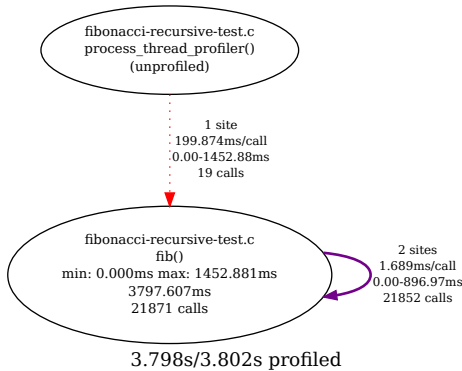 fibonacci-recursive-test.c
process_thread_profiler()
(unprofiled)
1 site
199.874ms/call
0.00-1452.88ms
19 calls
fibonacci-recursive-test.c
fib()
min: 0.000ms max: 1452.881ms
3797.607ms
21871 calls
2 sites
1.689ms/call
0.00-896.97ms
21852 calls
3.798s/3.802s profiled